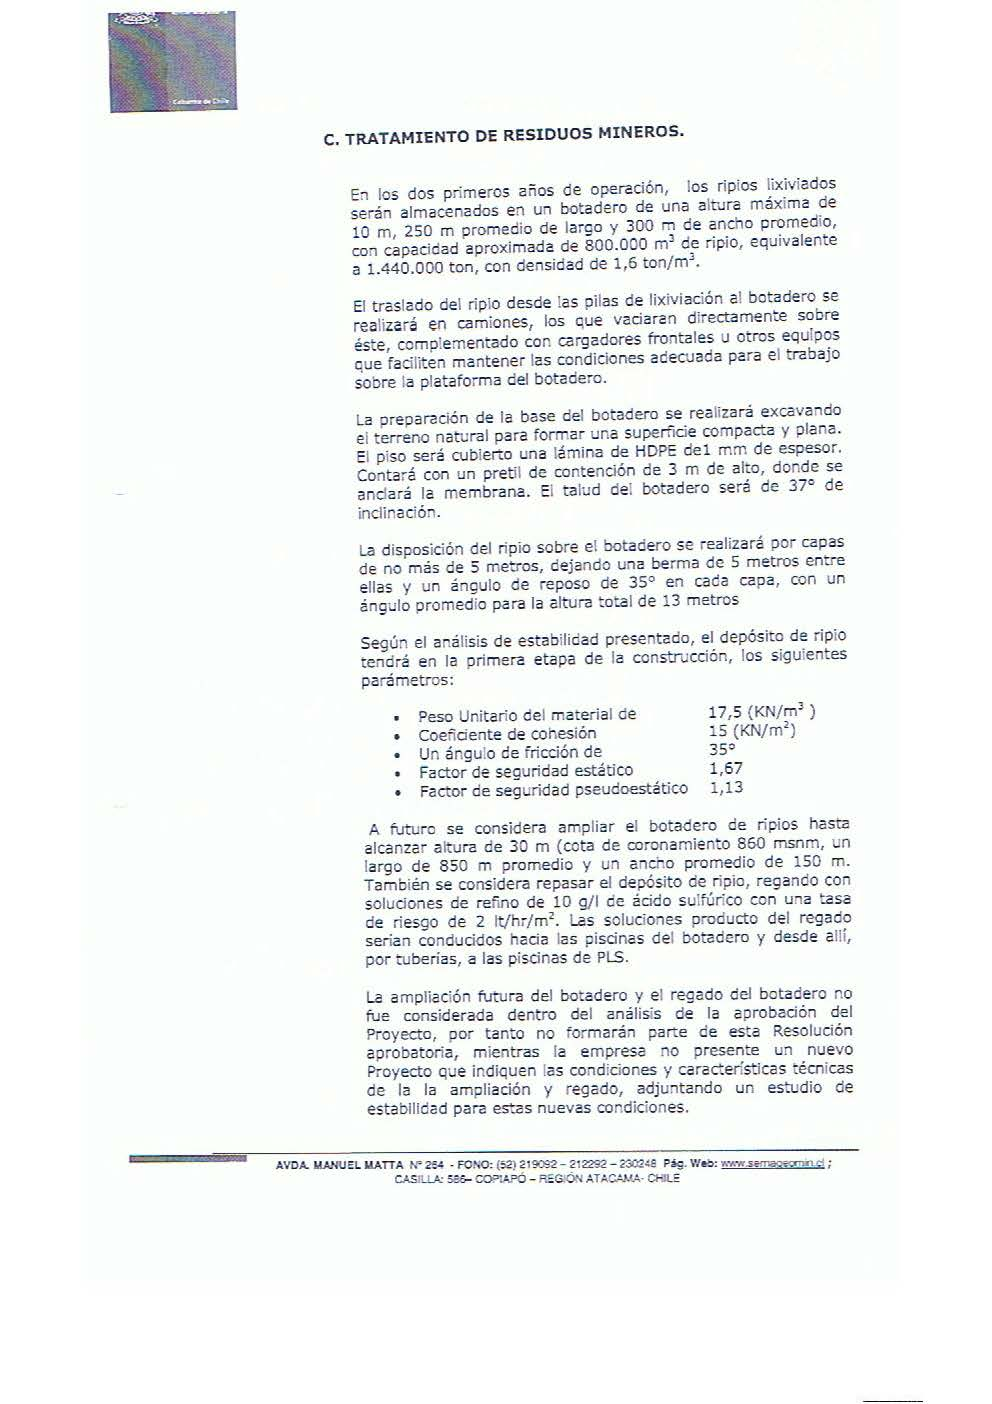 Gobierno de Chile
C. TRATAMIENTO DE RESIDUOS MINEROS.
En los dos primeros años de operación, los ripios lixiviados
serán almacenados en un botadero de una altura máxima de
10 m, 250 m promedio de largo y 300 m de ancho promedio,
con capacidad aproximada de 800.000 m³ de ripio, equivalente
a 1.440.000 ton, con densidad de 1,6 ton/m³.
El traslado del ripio desde las pilas de lixiviación al botadero se
realizará en camiones, los que vaciaran directamente sobre
éste, complementado con cargadores frontales u otros equipos
que faciliten mantener las condiciones adecuada para el trabajo
sobre la plataforma del botadero.
La preparación de la base del botadero se realizará excavando
el terreno natural para formar una superficie compacta y plana.
El piso será cubierto una lámina de HDPE de1 mm de espesor.
Contará con un pretil de contención de 3 m de alto, donde se
anclará la membrana. El talud del botadero será de 37° de
inclinación.
La disposición del ripio sobre el botadero se realizará por capas
de no más de 5 metros, dejando una berma de 5 metros entre
ellas y un ángulo de reposo de 35° en cada capa, con un
ángulo promedio para la altura total de 13 metros
Según el análisis de estabilidad presentado, el depósito de ripio
tendrá en la primera etapa de la construcción, los siguientes
parámetros:
• Peso Unitario del material de 17,5 (KN/m³ )
• Coeficiente de cohesión 15 (KN/m²)
• Un ángulo de fricción de 35°
• Factor de seguridad estático 1,67
• Factor de seguridad pseudoestático 1,13
A futuro se considera ampliar el botadero de ripios hasta
alcanzar altura de 30 m (cota de coronamiento 860 msnm, un
largo de 850 m promedio y un ancho promedio de 150 m.
También se considera repasar el depósito de ripio, regando con
soluciones de refino de 10 g/l de ácido sulfúrico con una tasa
de riesgo de 2 lt/hr/m². Las soluciones producto del regado
serian conducidos hacia las piscinas del botadero y desde allí,
por tuberías, a las piscinas de PLS.
La ampliación futura del botadero y el regado del botadero no
fue considerada dentro del análisis de la aprobación del
Proyecto, por tanto no formarán parte de esta Resolución
aprobatoria, mientras la empresa no presente un nuevo
Proyecto que indiquen las condiciones y características técnicas
de la la ampliación y regado, adjuntando un estudio de
estabilidad para estas nuevas condiciones.
AVDA. MANUEL MATTA N° 264 - FONO: (52) 219092 – 212292 – 230248 Pág. Web: www.sernageomin.cl ;
CASILLA: 586– COPIAPÓ – REGIÓN ATACAMA- CHILE